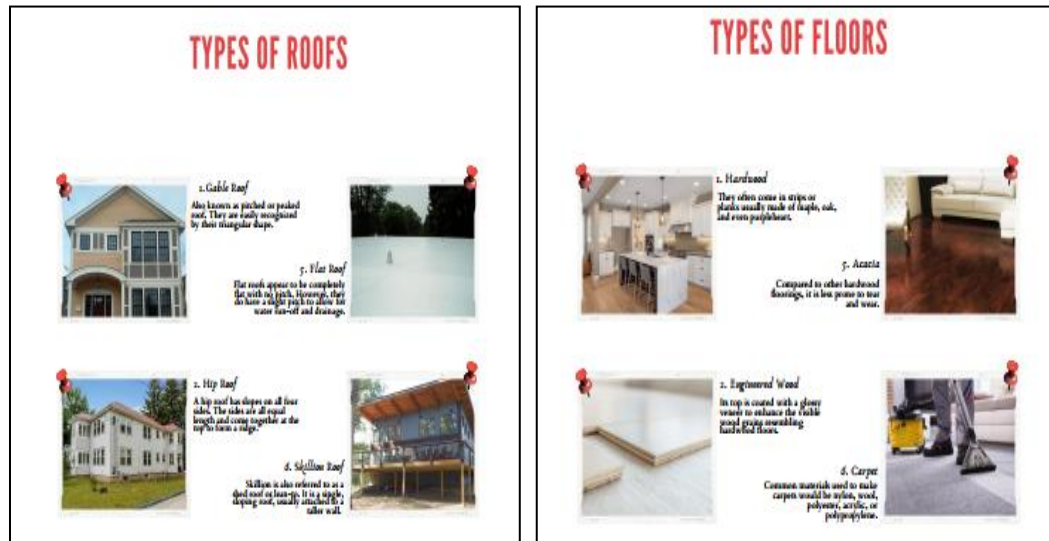 TYPES OF ROOFS
1. Gable Roof
Also known as pitched or peaked
roof. They are easily recognized
by their triangular shape.
5. Flat Roof
Flat roofs appear to be completely
flat with no pitch. However, they
do have a slight pitch to allow for
water run-off and drainage.
2. Hip Roof
A hip roof has slopes on all four
sides. The sides are all equal
length and come together at the
top to form a ridge.
6. Skillion Roof
Skillion is also referred to as a
shed roof or lean-to. It is a single,
sloping roof, usually attached to a
taller wall.
TYPES OF FLOORS
1. Hardwood
They often come in strips or
planks usually made of maple, oak,
and even purpleheart.
5. Acacia
Compared to other hardwood
floorings, it is less prone to tear
and wear.
2. Engineered Wood
Its top is coated with a glossy
veneer to enhance the visible
wood grains resembling
hardwood floors.
6. Carpet
Common materials used to make
carpets would be nylon, wool,
polyester, acrylic, or
polypropylene.